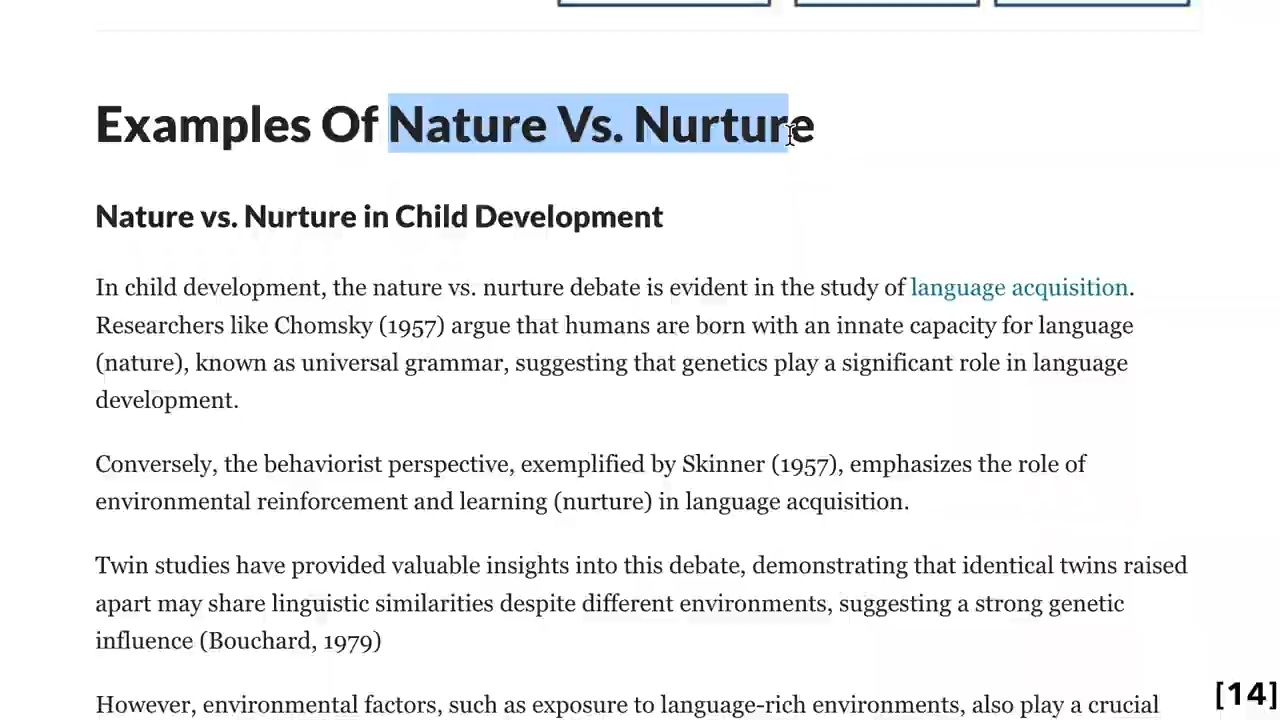 Examples Of Nature Vs. Nurture
Nature vs. Nurture in Child Development
In child development, the nature vs. nurture debate is evident in the study of language acquisition.
Researchers like Chomsky (1957) argue that humans are born with an innate capacity for language
(nature), known as universal grammar, suggesting that genetics play a significant role in language
development.
Conversely, the behaviorist perspective, exemplified by Skinner (1957), emphasizes the role of
environmental reinforcement and learning (nurture) in language acquisition.
Twin studies have provided valuable insights into this debate, demonstrating that identical twins raised
apart may share linguistic similarities despite different environments, suggesting a strong genetic
influence (Bouchard, 1979)
However, environmental factors, such as exposure to language-rich environments, also play a crucial
[14]